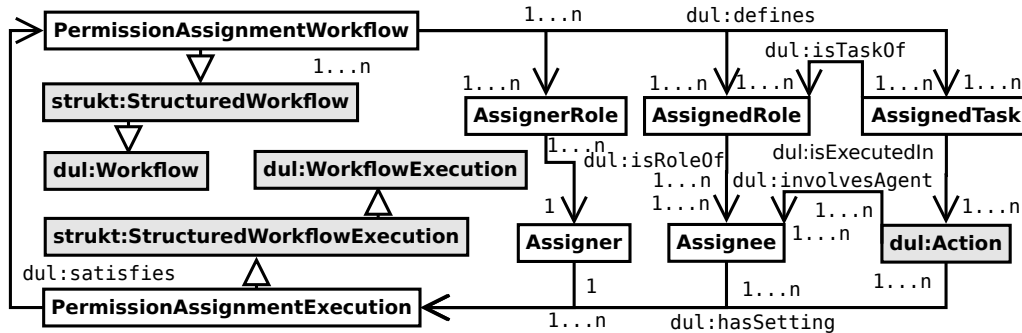 1...n
dul:defines
PermissionAssignmentWorkflow
dul:isTaskOf
1...n
1...n
1...n
1...n
1...n
1...n
strukt:StructuredWorkflow
AssignerRole
AssignedRole
AssignedTask
1...n
dul:isExecutedIn
dul:Workflow
dul:WorkflowExecution
dul:isRoleOf
1...n
dul:involvesAgent
1
1...n
1...n
1...n
1...n
strukt:StructuredWorkflowExecution
Assigner
Assignee
dul:Action
dul:satisfies
1
1...n
1...n
PermissionAssignmentExecution
1...n
dul:hasSetting